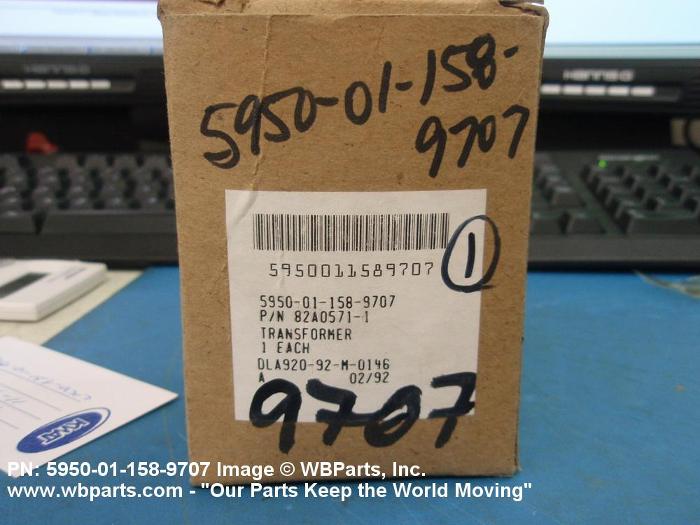 5950-01-158-
9707
5950011589707
1
5950-01-158-9707
P/N 82A0571-1
TRANSFORMER
1 EACH
DLA920-92-M-0146
A 02/92
9707
PN: 5950-01-158-9707 Image © WBParts, Inc.
www.wbparts.com - "Our Parts Keep the World Moving"